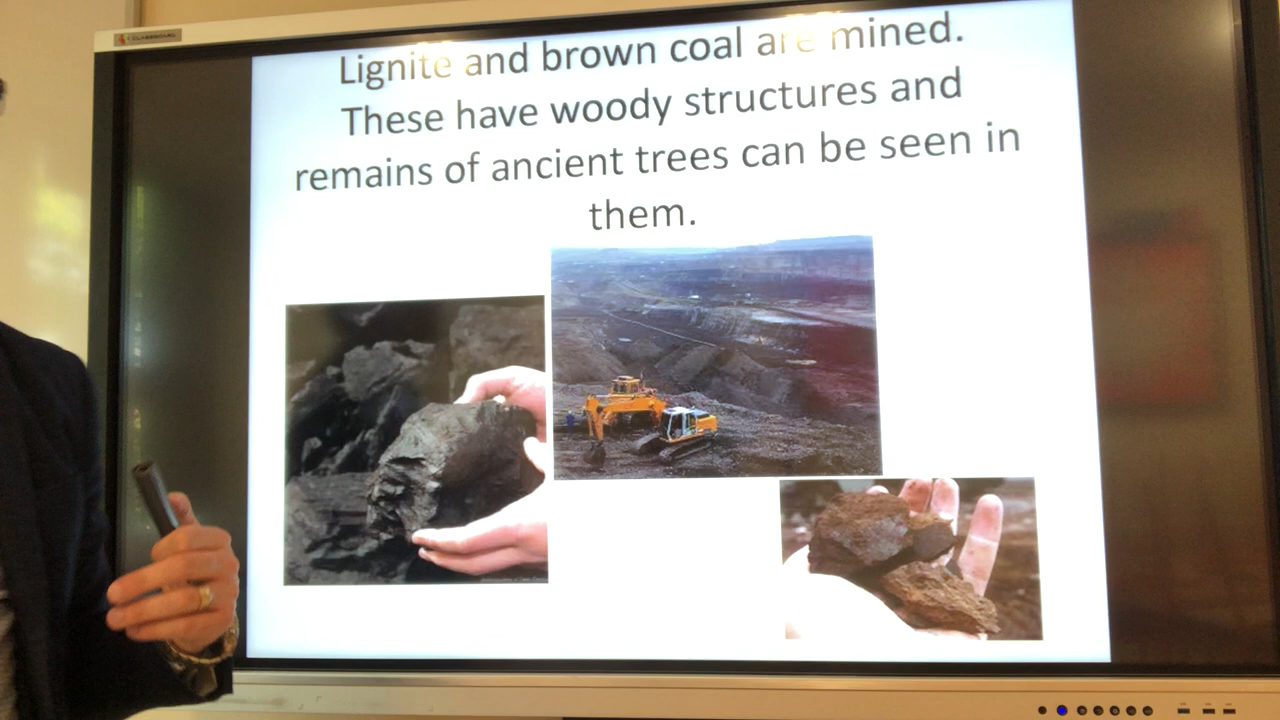 CLASSBOARD
Lignite and brown coal are mined.
These have woody structures and
remains of ancient trees can be seen in
them.